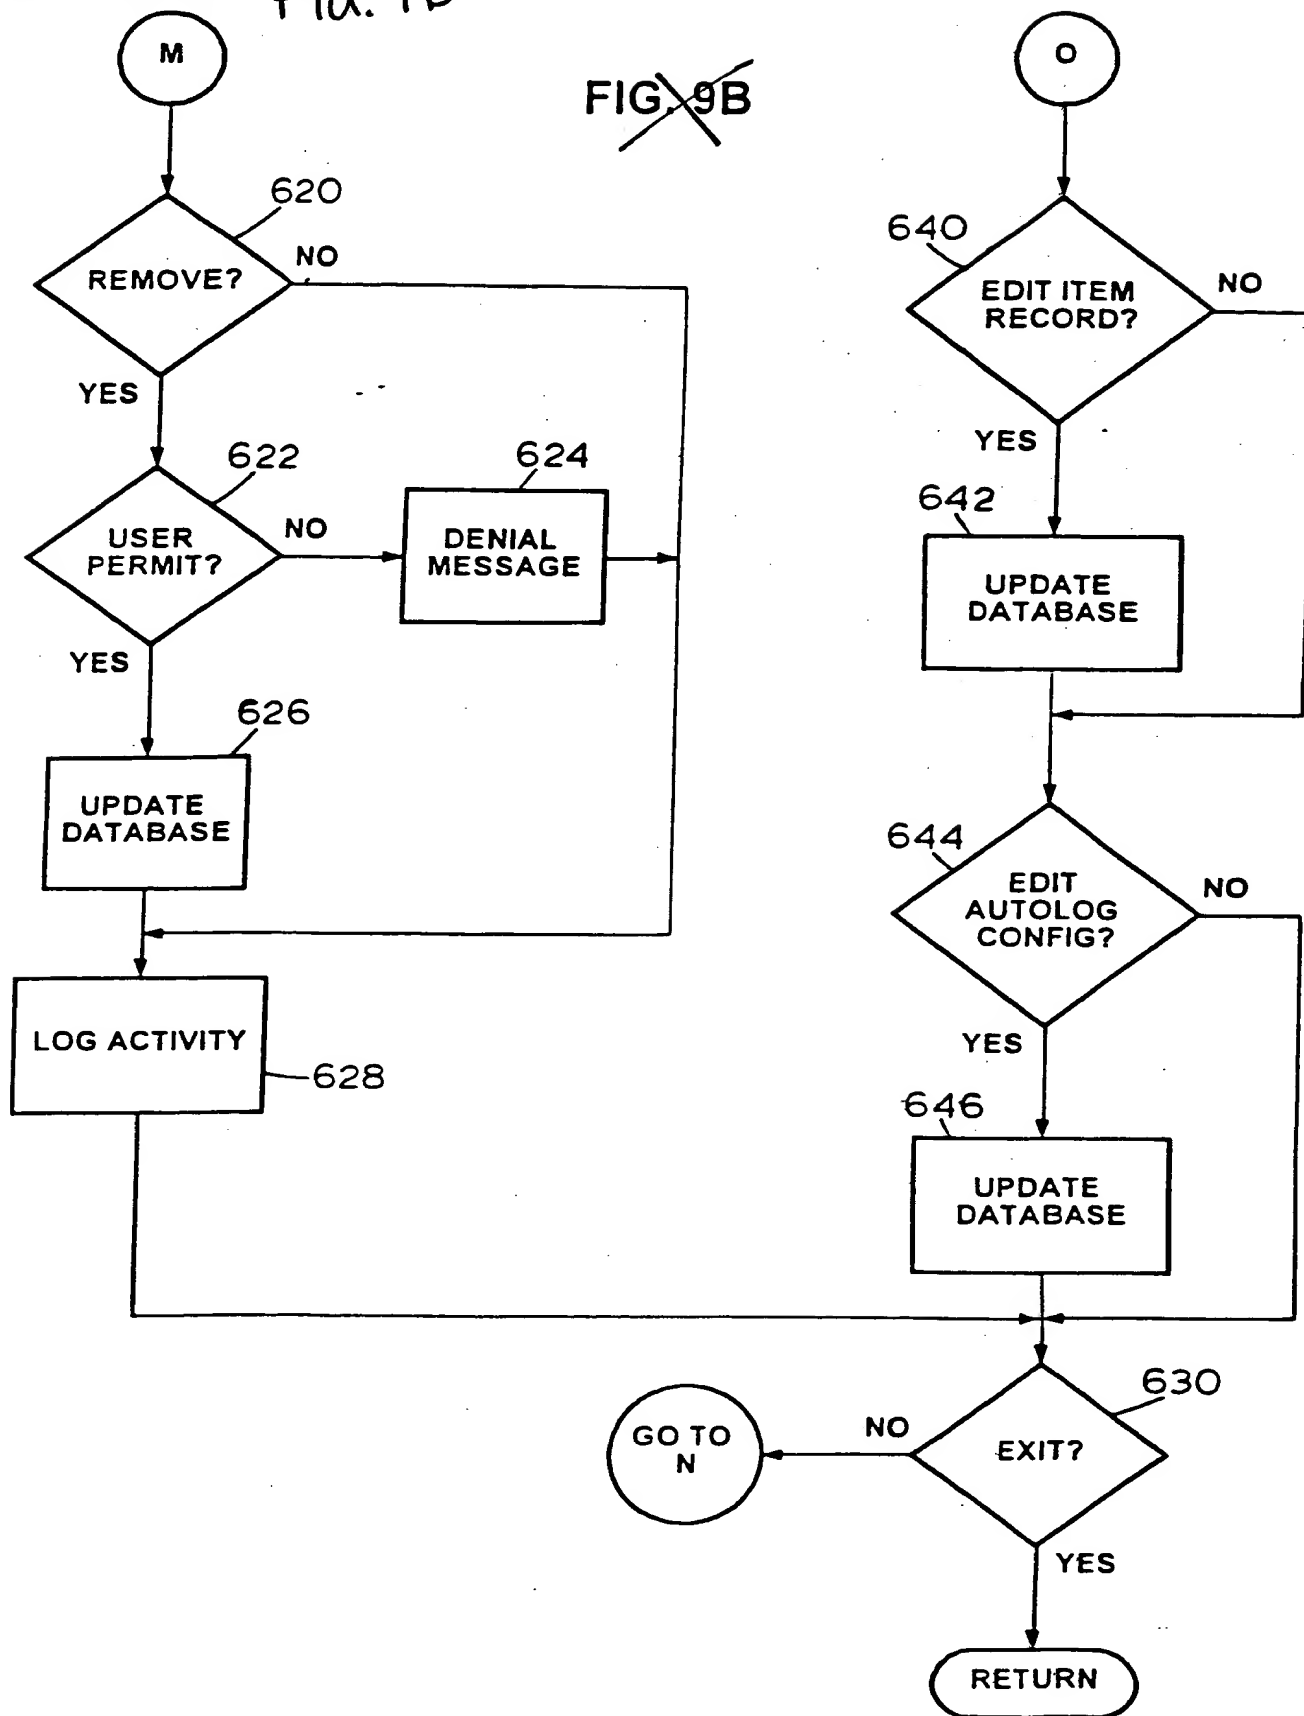 M
FIG. 9B
O
620
REMOVE?
NO
YES
622
USER
PERMIT?
NO
624
DENIAL
MESSAGE
YES
626
UPDATE
DATABASE
LOG ACTIVITY
628
640
EDIT ITEM
RECORD?
NO
YES
642
UPDATE
DATABASE
644
EDIT
AUTOLOG
CONFIG?
NO
YES
646
UPDATE
DATABASE
630
EXIT?
NO
GO TO
N
YES
RETURN